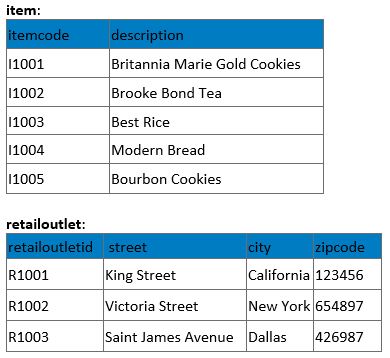 item:
itemcode description
I1001 Britannia Marie Gold Cookies
I1002 Brooke Bond Tea
I1003 Best Rice
I1004 Modern Bread
I1005 Bourbon Cookies
retailoutlet:
retailoutletid street city zipcode
R1001 King Street California 123456
R1002 Victoria Street New York 654897
R1003 Saint James Avenue Dallas 426987